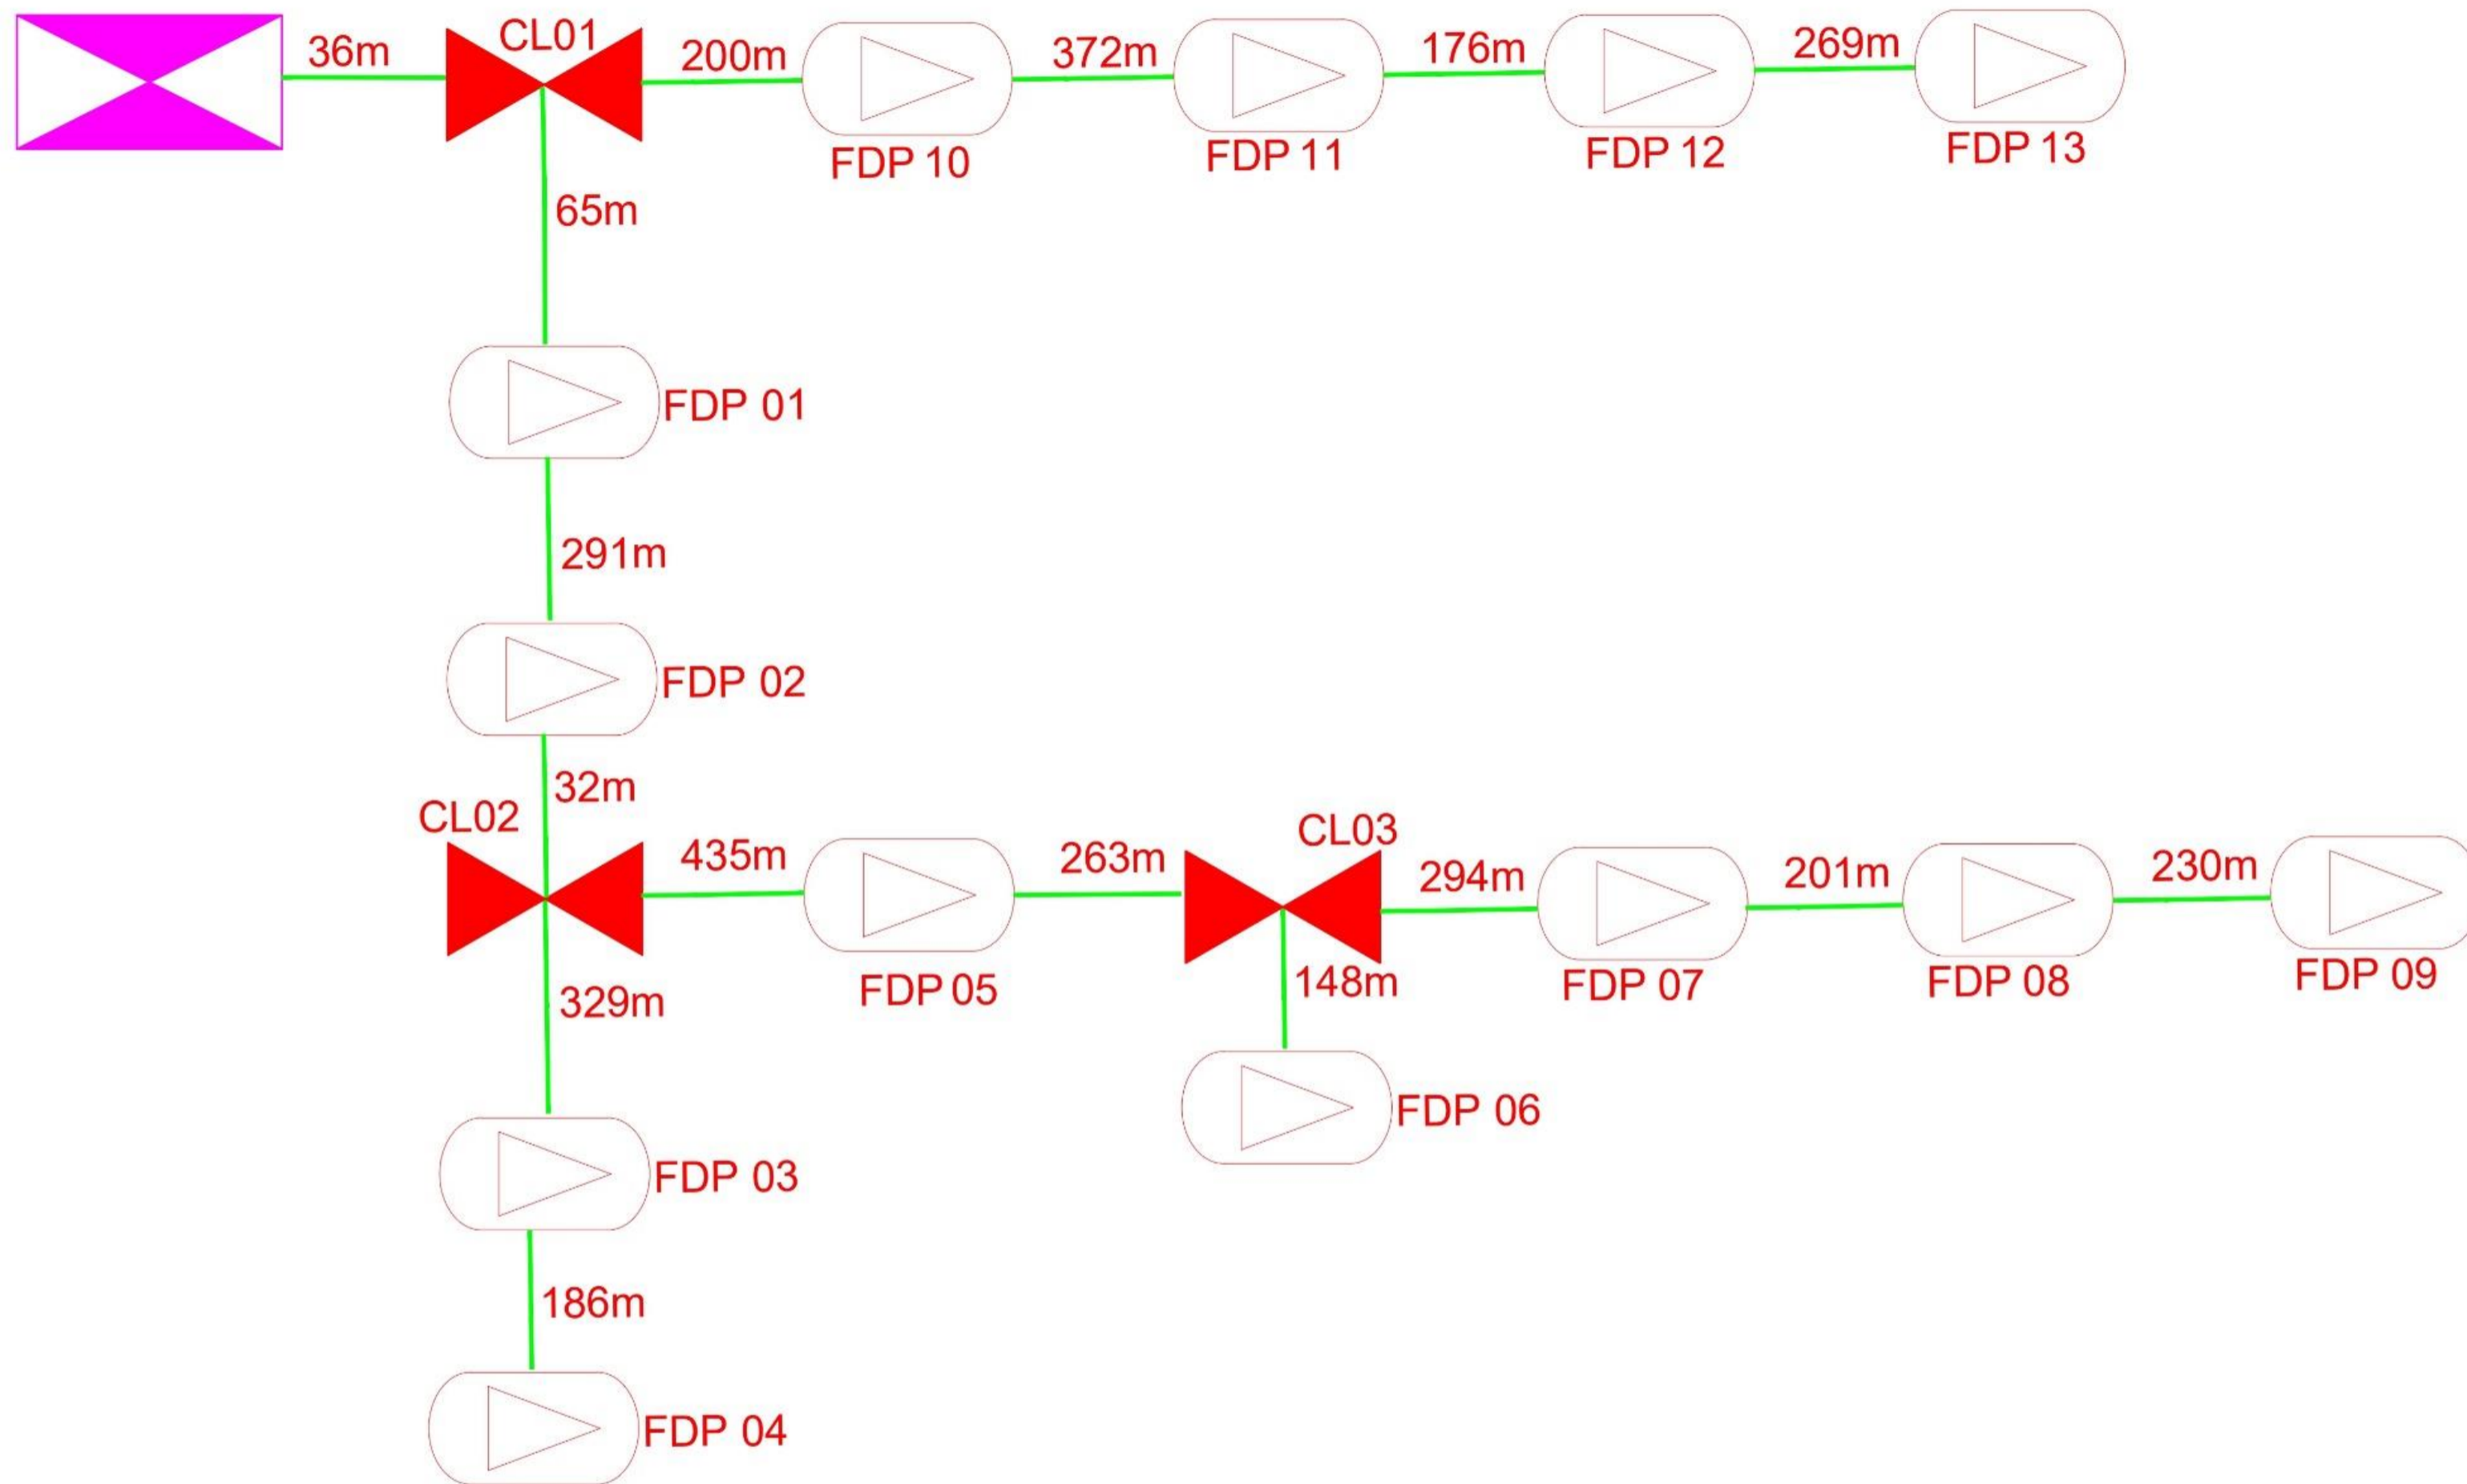 36m
CL01
200m
372m
176m
269m
FDP 10
FDP 11
FDP 12
FDP 13
65m
FDP 01
291m
FDP 02
32m
CL02
435m
263m
CL03
294m
201m
230m
329m
FDP 05
148m
FDP 07
FDP 08
FDP 09
FDP 06
FDP 03
186m
FDP 04